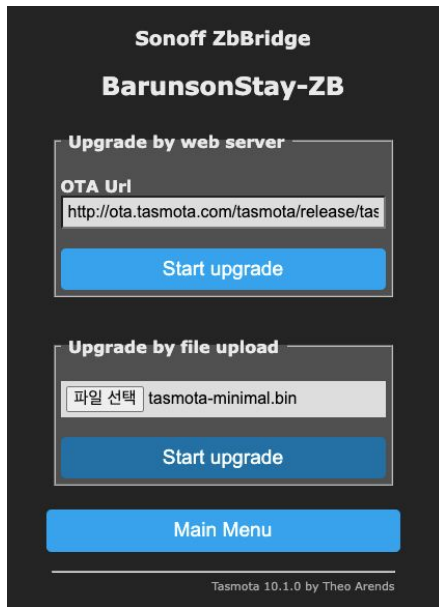 Sonoff ZbBridge
BarunsonStay-ZB
Upgrade by web server
OTA Url
http://ota.tasmota.com/tasmota/release/tas
Start upgrade
Upgrade by file upload
파일 선택 tasmota-minimal.bin
Start upgrade
Main Menu
Tasmota 10.1.0 by Theo Arends